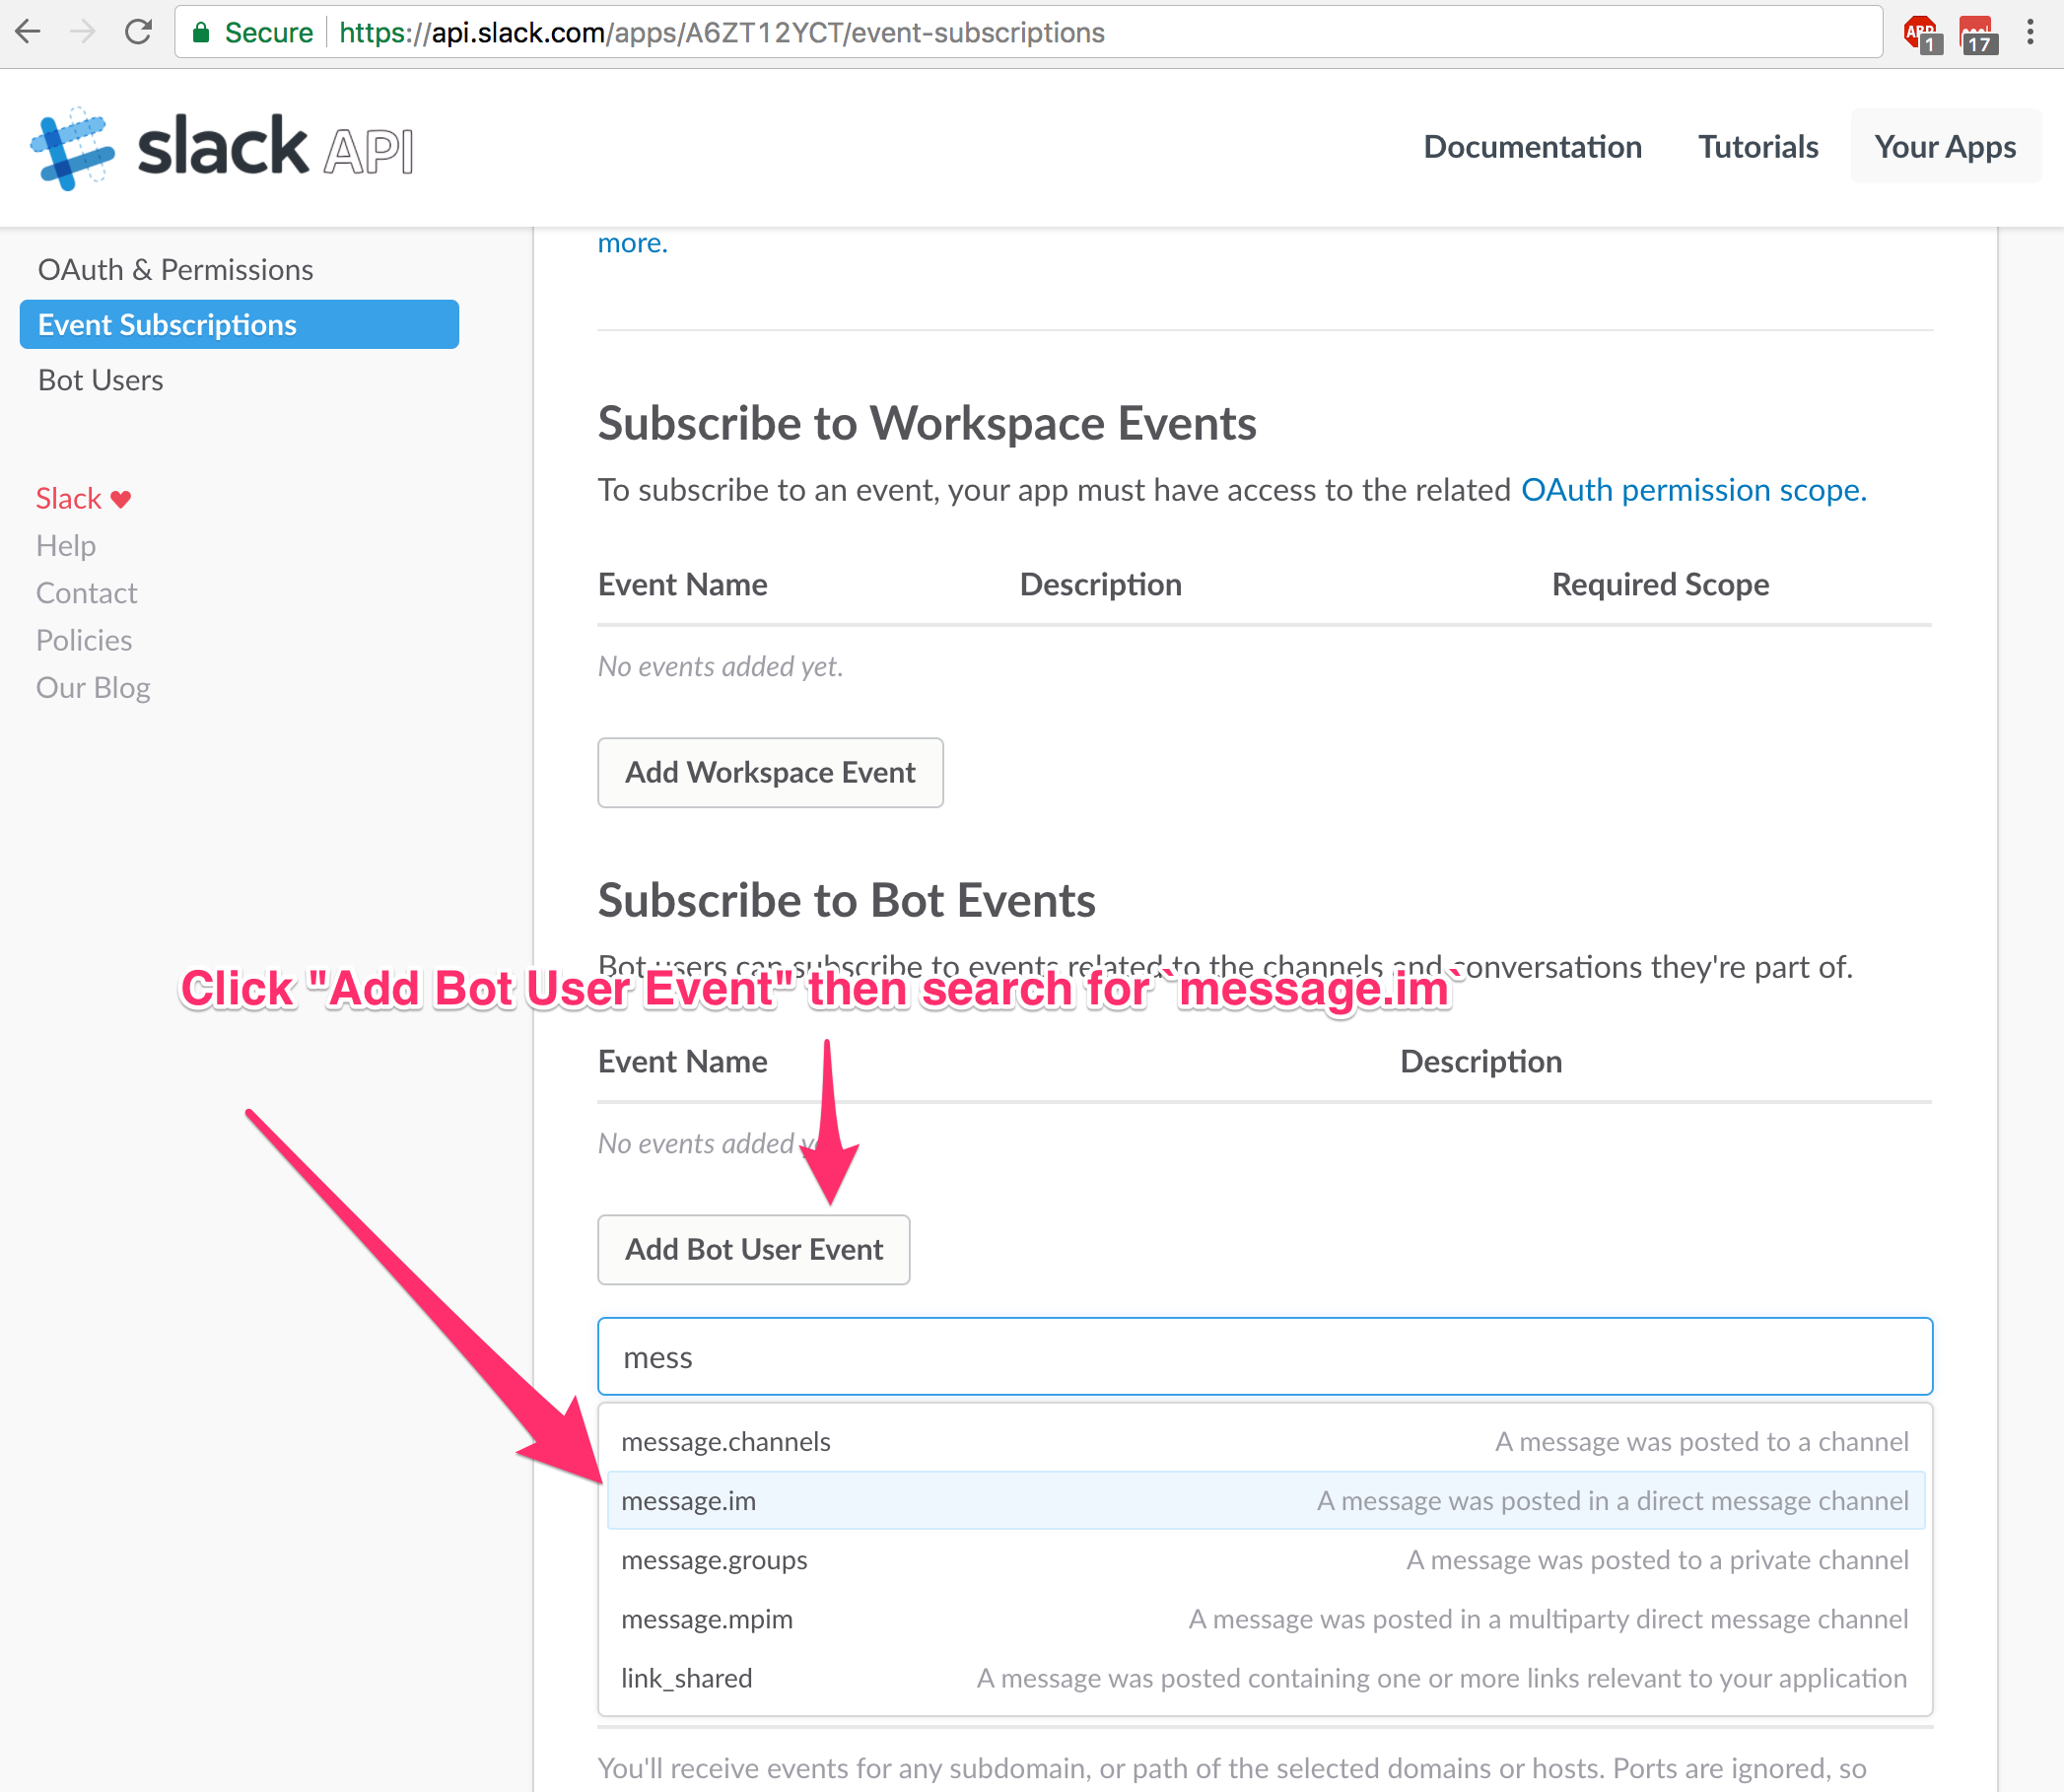 Secure https://api.slack.com/apps/A6ZT12YCT/event-subscriptions
ABP 1 17
slack API
Documentation Tutorials Your Apps
more.
OAuth & Permissions
Event Subscriptions
Bot Users
Slack ♥
Help
Contact
Policies
Our Blog
Subscribe to Workspace Events
To subscribe to an event, your app must have access to the related OAuth permission scope.
Event Name Description Required Scope
No events added yet.
Add Workspace Event
Subscribe to Bot Events
Bot users can subscribe to events related to the channels and conversations they're part of.
Click "Add Bot User Event" then search for `message.im`
Event Name Description
No events added
Add Bot User Event
mess
message.channels A message was posted to a channel
message.im A message was posted in a direct message channel
message.groups A message was posted to a private channel
message.mpim A message was posted in a multiparty direct message channel
link_shared A message was posted containing one or more links relevant to your application
You'll receive events for any subdomain, or path of the selected domains or hosts. Ports are ignored, so